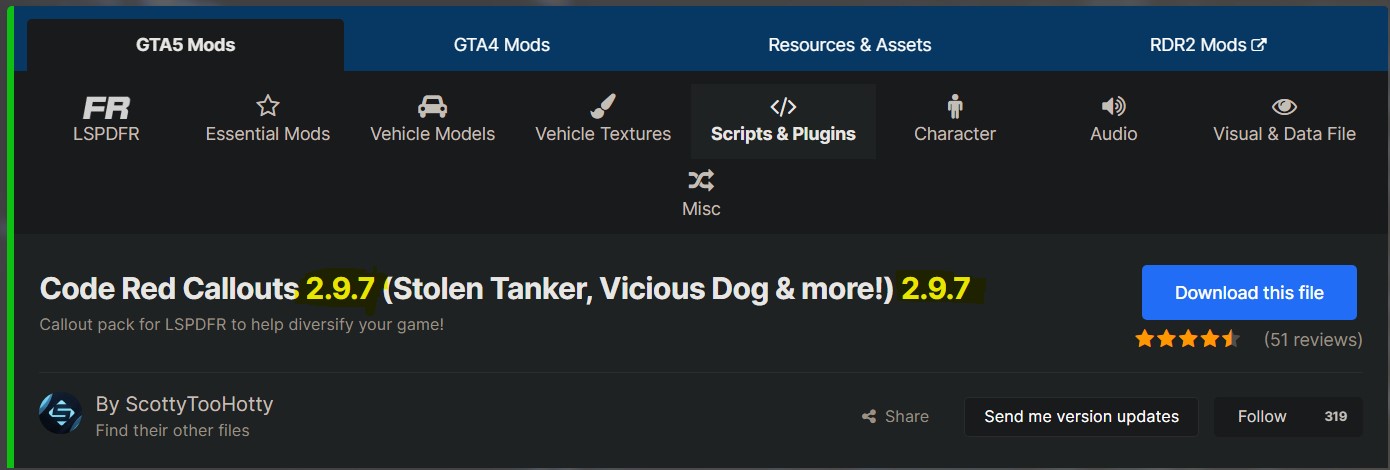 GTA5 Mods GTA4 Mods Resources & Assets RDR2 Mods
FR
LSPDFR Essential Mods Vehicle Models Vehicle Textures Scripts & Plugins Character Audio Visual & Data File
Misc
Code Red Callouts 2.9.7 (Stolen Tanker, Vicious Dog & more!) 2.9.7
Download this file
Callout pack for LSPDFR to help diversify your game!
(51 reviews)
By ScottyTooHotty
Share Send me version updates Follow 319
Find their other files